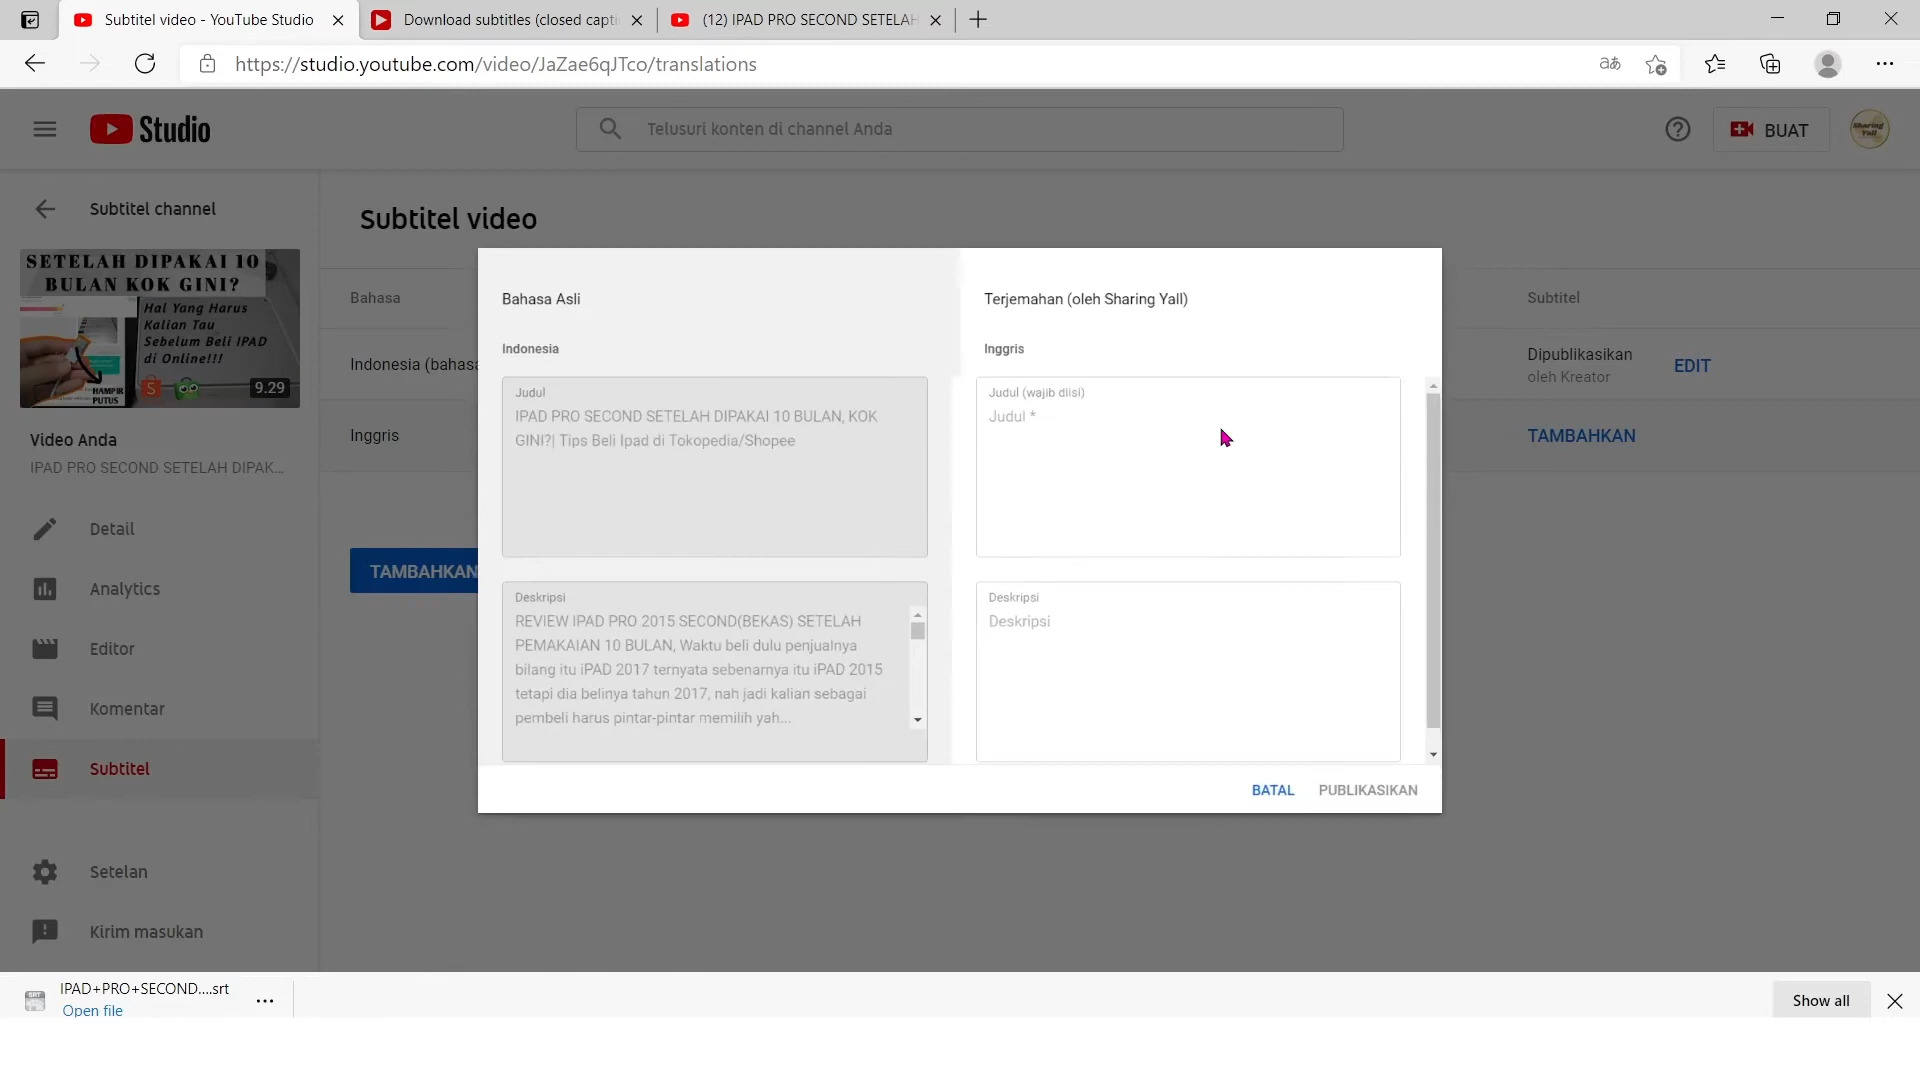 Subtitel video - YouTube Studio
Download subtitles (closed capti
(12) IPAD PRO SECOND SETELAH
https://studio.youtube.com/video/JaZae6qJTco/translations
Studio
Telusuri konten di channel Anda
BUAT
Sharing
Yall
Subtitel channel
Subtitel video
SETELAH DIPAKAI 10
BULAN KOK GINI?
Hal Yang Harus
Kalian Tau
Sebelum Beli IPAD
di Online!!!
HAMPIR
PUTUS
9.29
Video Anda
IPAD PRO SECOND SETELAH DIPAK...
Detail
Analytics
Editor
Komentar
Subtitel
Setelan
Kirim masukan
Bahasa
Subtitel
Indonesia (bahasa
Dipublikasikan
oleh Kreator
EDIT
Inggris
TAMBAHKAN
TAMBAHKAN
Bahasa Asli
Terjemahan (oleh Sharing Yall)
Indonesia
Inggris
Judul
IPAD PRO SECOND SETELAH DIPAKAI 10 BULAN, KOK
GINI?| Tips Beli Ipad di Tokopedia/Shopee
Judul (wajib diisi)
Judul *
Deskripsi
REVIEW IPAD PRO 2015 SECOND(BEKAS) SETELAH
PEMAKAIAN 10 BULAN, Waktu beli dulu penjualnya
bilang itu iPAD 2017 ternyata sebenarnya itu iPAD 2015
tetapi dia belinya tahun 2017, nah jadi kalian sebagai
pembeli harus pintar-pintar memilih yah...
Deskripsi
Deskripsi
BATAL
PUBLIKASIKAN
IPAD+PRO+SECOND....srt
Open file
Show all